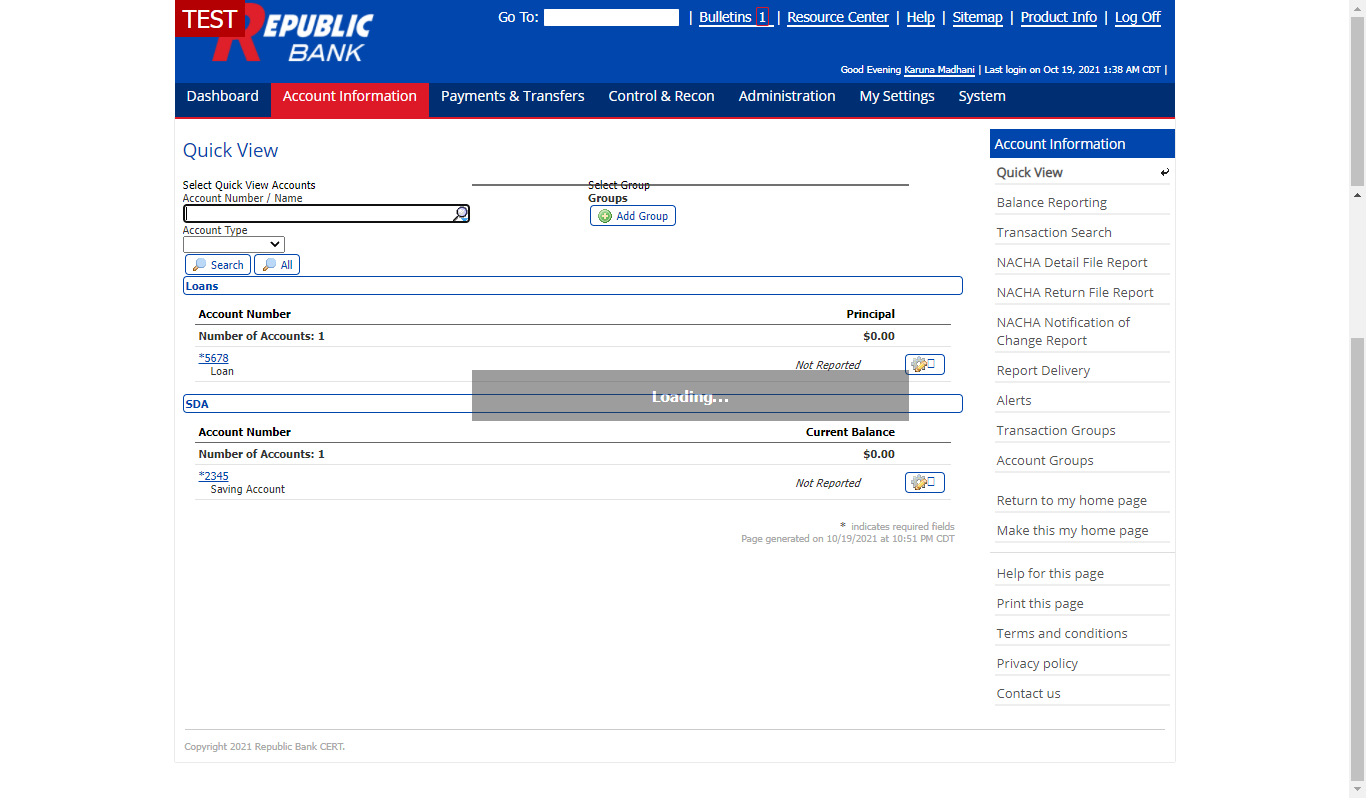 TEST
REPUBLIC
BANK
Go To: | Bulletins 1 | Resource Center | Help | Sitemap | Product Info | Log Off
Good Evening Karuna Madhani | Last login on Oct 19, 2021 1:38 AM CDT |
Dashboard Account Information Payments & Transfers Control & Recon Administration My Settings System
Quick View
Select Quick View Accounts
Account Number / Name
Account Type
Search All
Select Group
Groups
Add Group
Loans
Account Number Principal
Number of Accounts: 1 $0.00
*5678
Loan Not Reported
Loading...
SDA
Account Number Current Balance
Number of Accounts: 1 $0.00
*2345
Saving Account Not Reported
* indicates required fields
Page generated on 10/19/2021 at 10:51 PM CDT
Account Information
Quick View
Balance Reporting
Transaction Search
NACHA Detail File Report
NACHA Return File Report
NACHA Notification of
Change Report
Report Delivery
Alerts
Transaction Groups
Account Groups
Return to my home page
Make this my home page
Help for this page
Print this page
Terms and conditions
Privacy policy
Contact us
Copyright 2021 Republic Bank CERT.